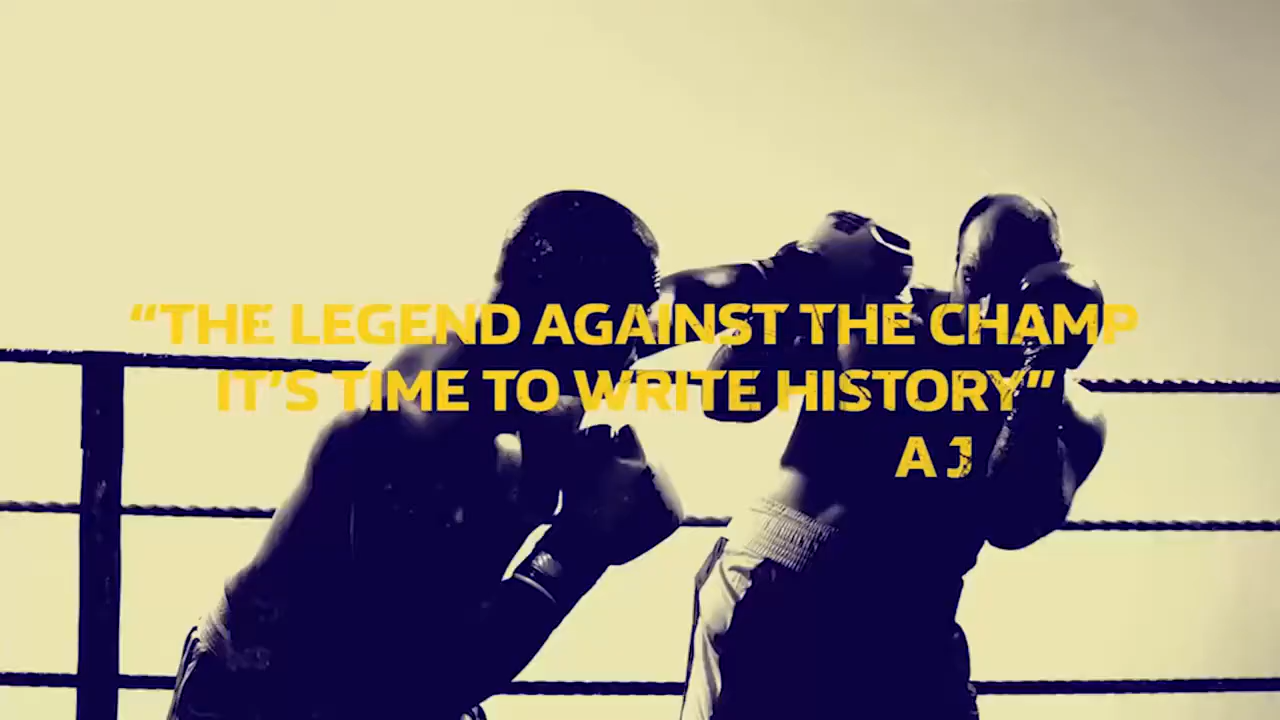 “THE LEGEND AGAINST THE CHAMP
IT’S TIME TO WRITE HISTORY”
A J